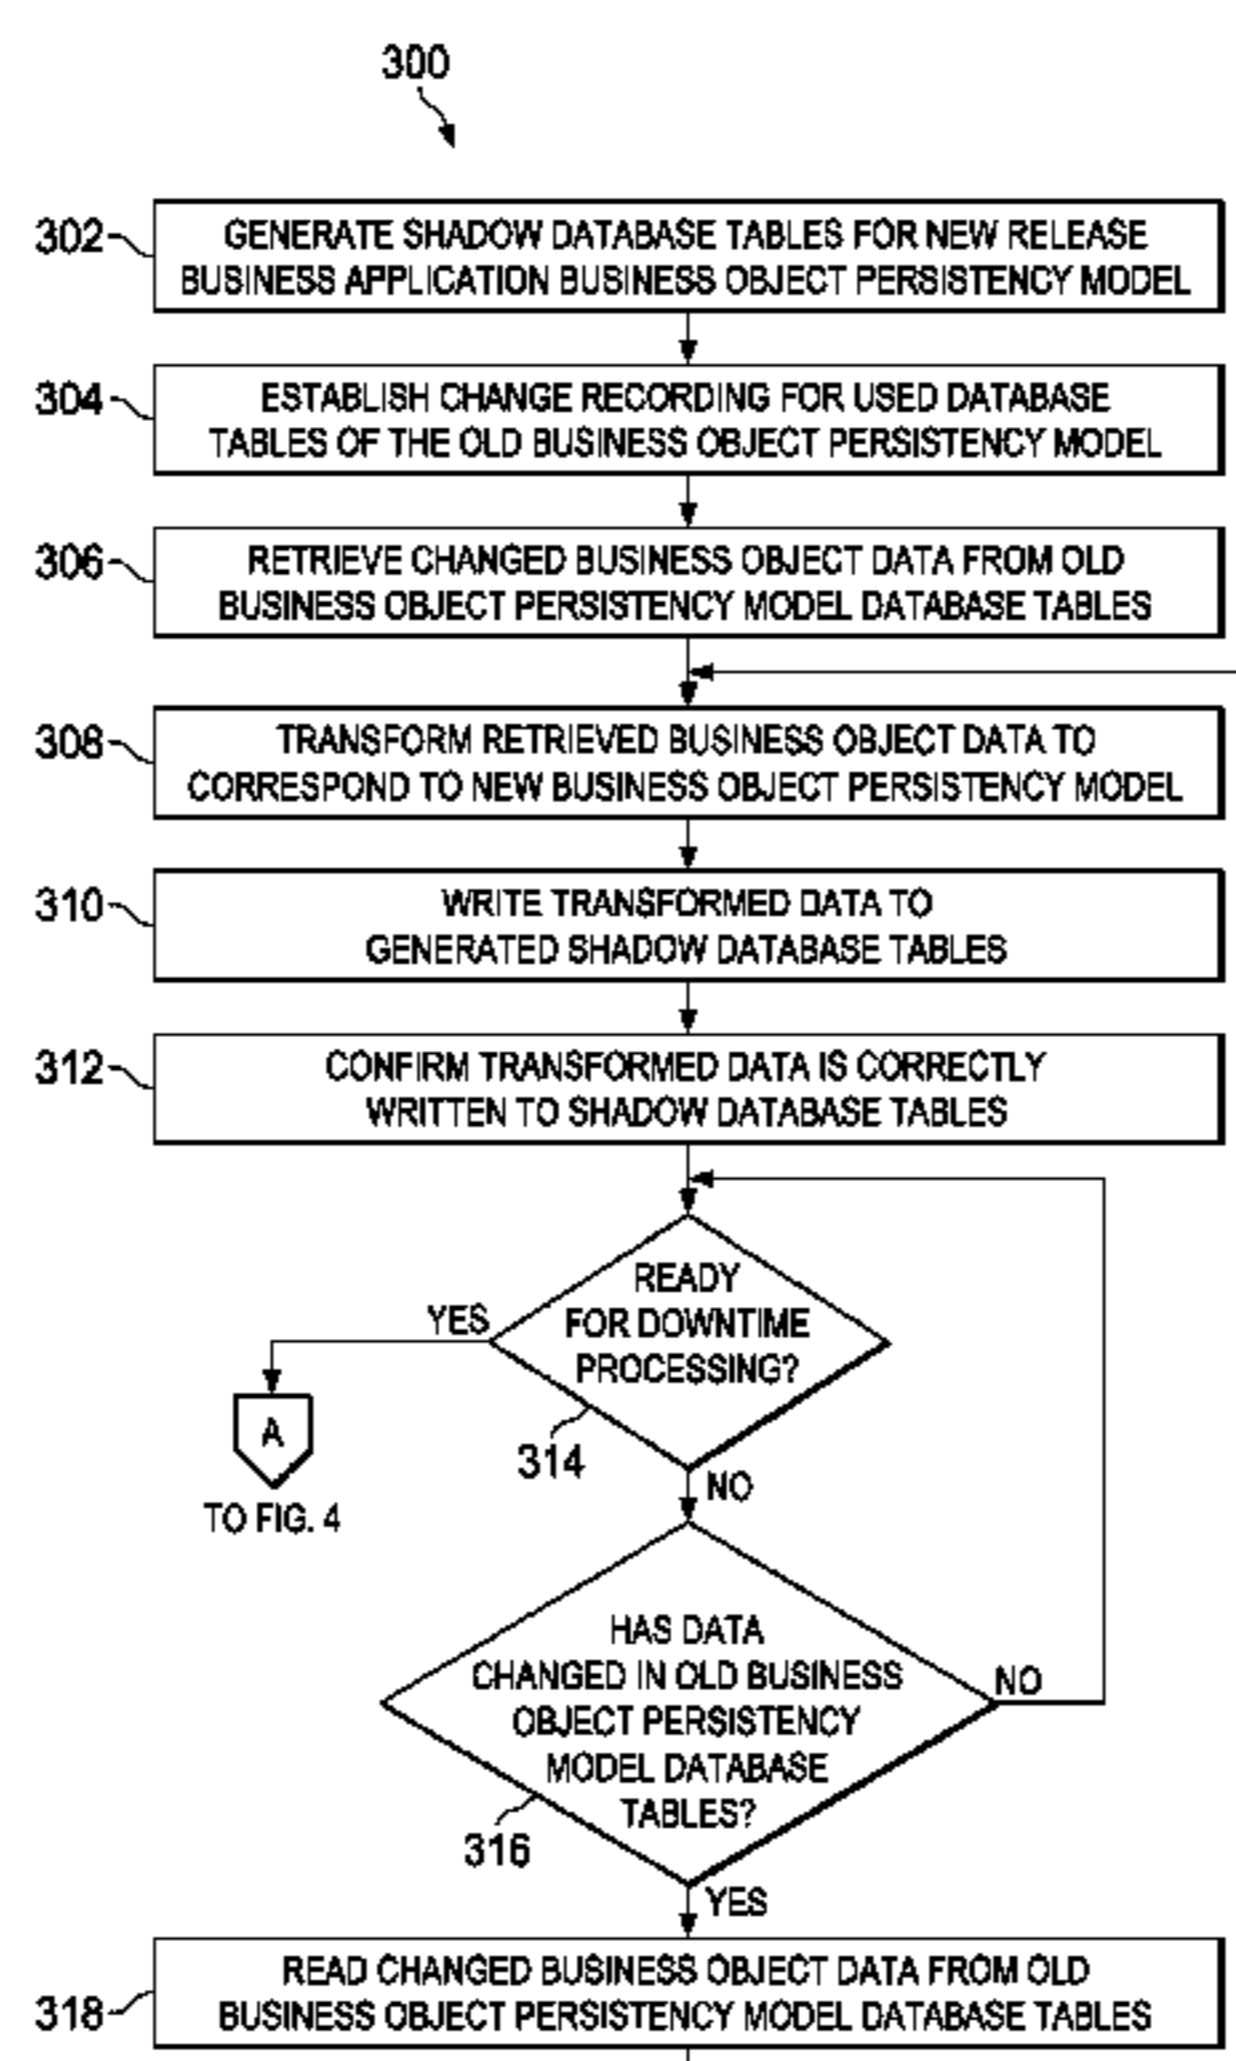 300
302
GENERATE SHADOW DATABASE TABLES FOR NEW RELEASE
BUSINESS APPLICATION BUSINESS OBJECT PERSISTENCY MODEL
304
ESTABLISH CHANGE RECORDING FOR USED DATABASE
TABLES OF THE OLD BUSINESS OBJECT PERSISTENCY MODEL
306
RETRIEVE CHANGED BUSINESS OBJECT DATA FROM OLD
BUSINESS OBJECT PERSISTENCY MODEL DATABASE TABLES
308
TRANSFORM RETRIEVED BUSINESS OBJECT DATA TO
CORRESPOND TO NEW BUSINESS OBJECT PERSISTENCY MODEL
310
WRITE TRANSFORMED DATA TO
GENERATED SHADOW DATABASE TABLES
312
CONFIRM TRANSFORMED DATA IS CORRECTLY
WRITTEN TO SHADOW DATABASE TABLES
READY
FOR DOWNTIME
PROCESSING?
YES
A
TO FIG. 4
314
NO
HAS DATA
CHANGED IN OLD BUSINESS
OBJECT PERSISTENCY
MODEL DATABASE
TABLES?
NO
316
YES
318
READ CHANGED BUSINESS OBJECT DATA FROM OLD
BUSINESS OBJECT PERSISTENCY MODEL DATABASE TABLES